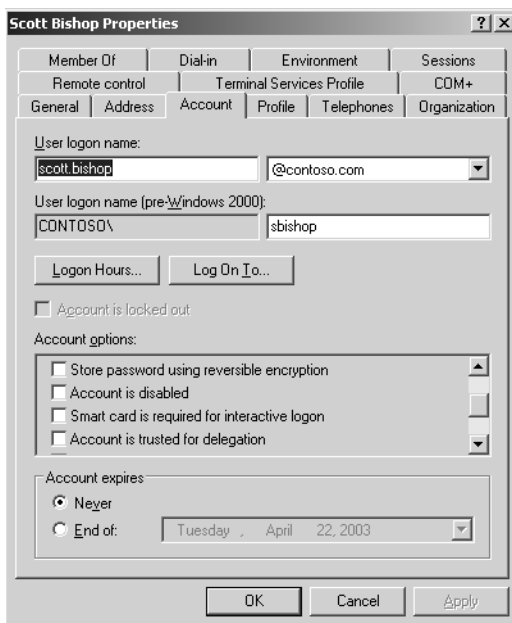 Scott Bishop Properties
Member Of Dial-in Environment Sessions
Remote control Terminal Services Profile COM+
General Address Account Profile Telephones Organization
User logon name:
scott.bishop @contoso.com
User logon name (pre-Windows 2000):
CONTOSO\ sbishop
Logon Hours... Log On To...
Account is locked out
Account options:
Store password using reversible encryption
Account is disabled
Smart card is required for interactive logon
Account is trusted for delegation
Account expires
Never
End of: Tuesday , April 22, 2003
OK Cancel Apply